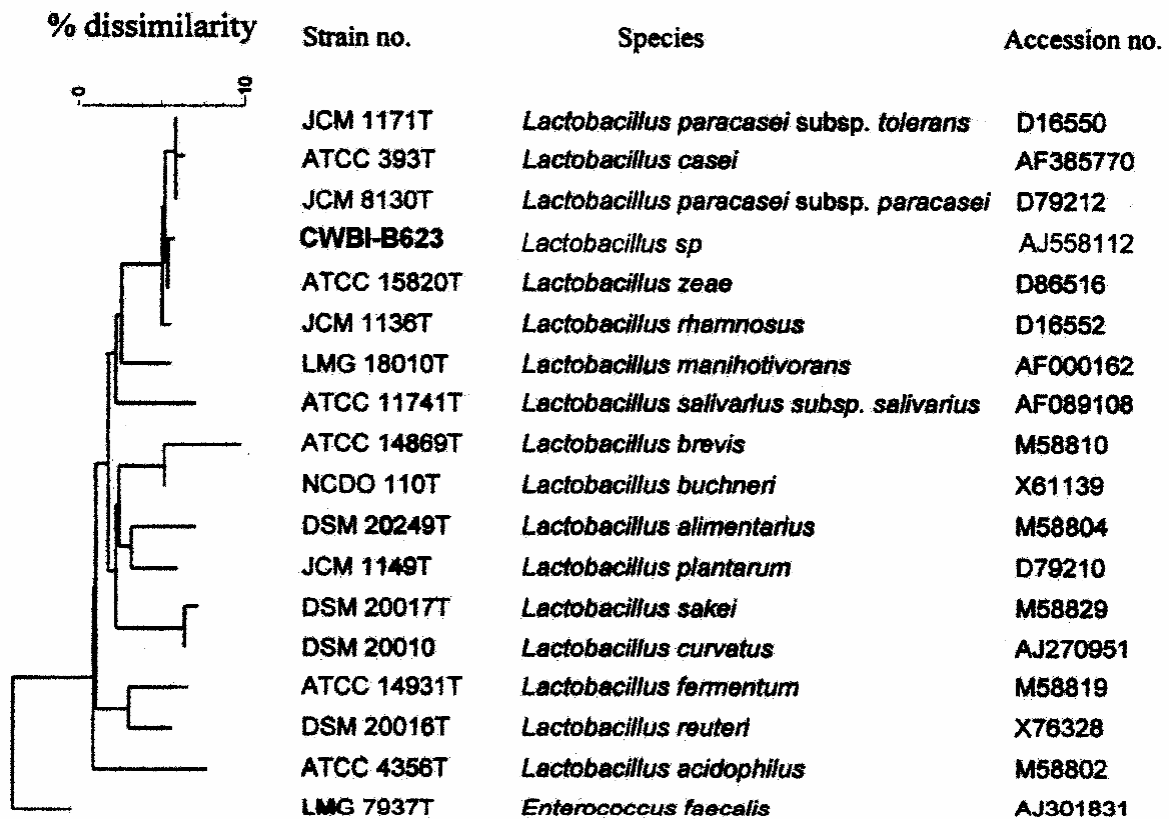 % dissimilarity Strain no. Species Accession no.
0 10
JCM 1171T Lactobacillus paracasei subsp. tolerans D16550
ATCC 393T Lactobacillus casei AF385770
JCM 8130T Lactobacillus paracasei subsp. paracasei D79212
CWBI-B623 Lactobacillus sp AJ558112
ATCC 15820T Lactobacillus zeae D86516
JCM 1136T Lactobacillus rhamnosus D16552
LMG 18010T Lactobacillus manihotivorans AF000162
ATCC 11741T Lactobacillus salivarius subsp. salivarius AF089108
ATCC 14869T Lactobacillus brevis M58810
NCDO 110T Lactobacillus buchneri X61139
DSM 20249T Lactobacillus alimentarius M58804
JCM 1149T Lactobacillus plantarum D79210
DSM 20017T Lactobacillus sakei M58829
DSM 20010 Lactobacillus curvatus AJ270951
ATCC 14931T Lactobacillus fermentum M58819
DSM 20016T Lactobacillus reuteri X76328
ATCC 4356T Lactobacillus acidophilus M58802
LMG 7937T Enterococcus faecalis AJ301831